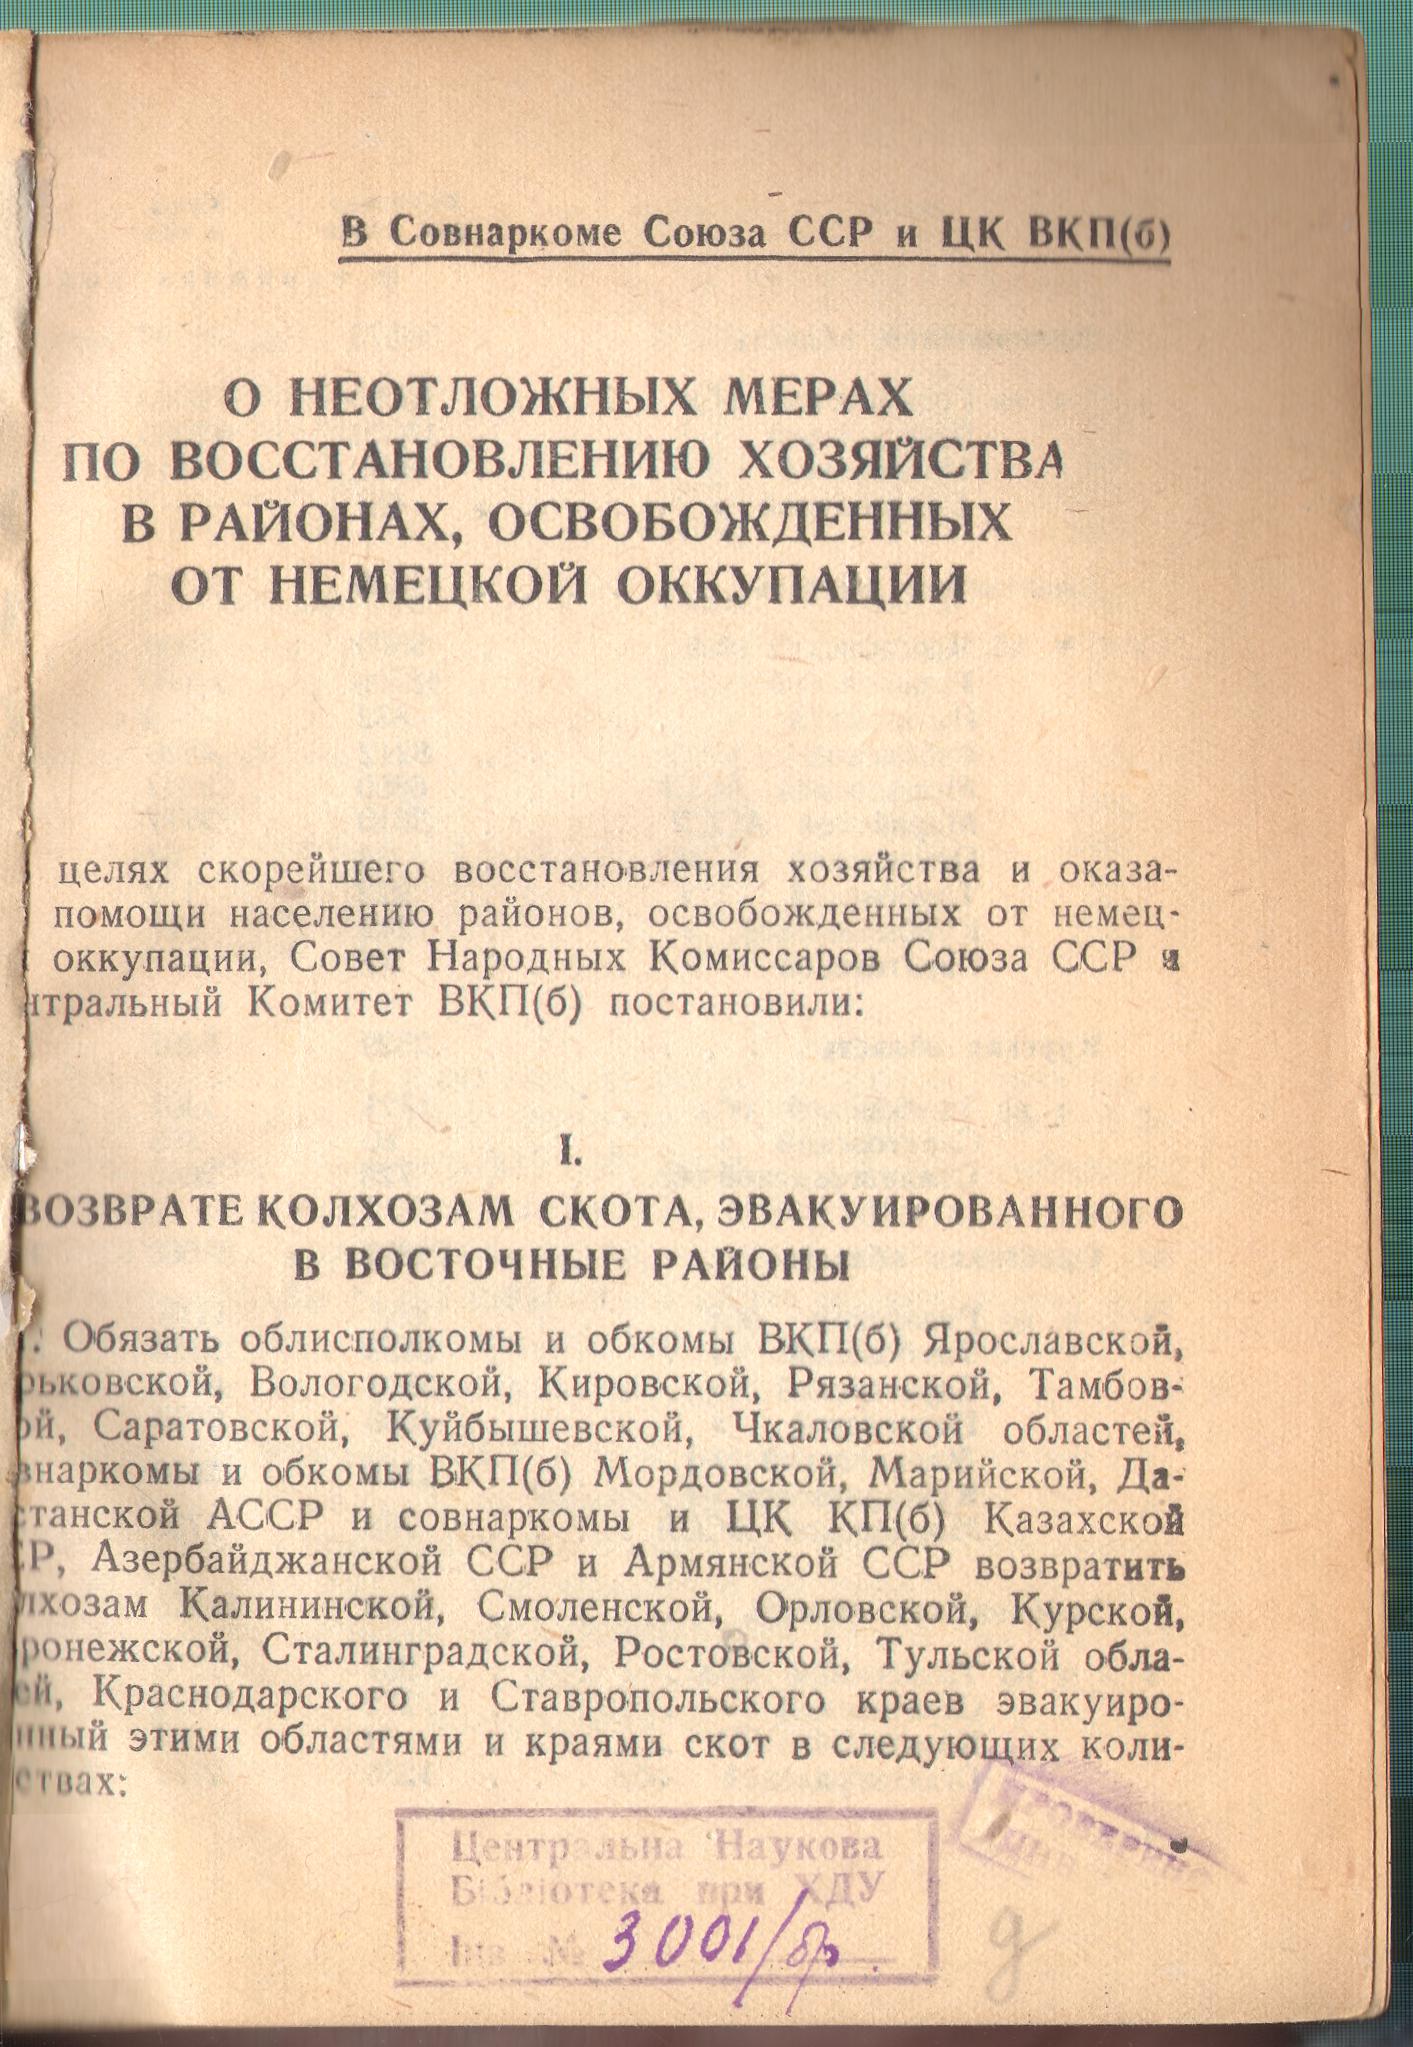 В Совнаркоме Союза ССР и ЦК ВКП(б)
О НЕОТЛОЖНЫХ МЕРАХ
ПО ВОССТАНОВЛЕНИЮ ХОЗЯЙСТВА
В РАЙОНАХ, ОСВОБОЖДЕННЫХ
ОТ НЕМЕЦКОЙ ОККУПАЦИИ
целях скорейшего восстановления хозяйства и оказа-
помощи населению районов, освобожденных от немец-
оккупации, Совет Народных Комиссаров Союза ССР и
нтральный Комитет ВКП(б) постановили:
I.
ВОЗВРАТЕ КОЛХОЗАМ СКОТА, ЭВАКУИРОВАННОГО
В ВОСТОЧНЫЕ РАЙОНЫ
Обязать облисполкомы и обкомы ВКП(б) Ярославской,
рьковской, Вологодской, Кировской, Рязанской, Тамбов-
ой, Саратовской, Куйбышевской, Чкаловской областей,
внаркомы и обкомы ВКП(б) Мордовской, Марийской, Да-
станской АССР и совнаркомы и ЦК КП(б) Казахской
СР, Азербайджанской ССР и Армянской ССР возвратить
лхозам Калининской, Смоленской, Орловской, Курской,
ронежской, Сталинградской, Ростовской, Тульской обла-
ей, Краснодарского и Ставропольского краев эвакуиро-
нный этими областями и краями скот в следующих коли-
ствах:
Центральна Наукова
Бібліотека при ХДУ
Інв. № 3001/бр.